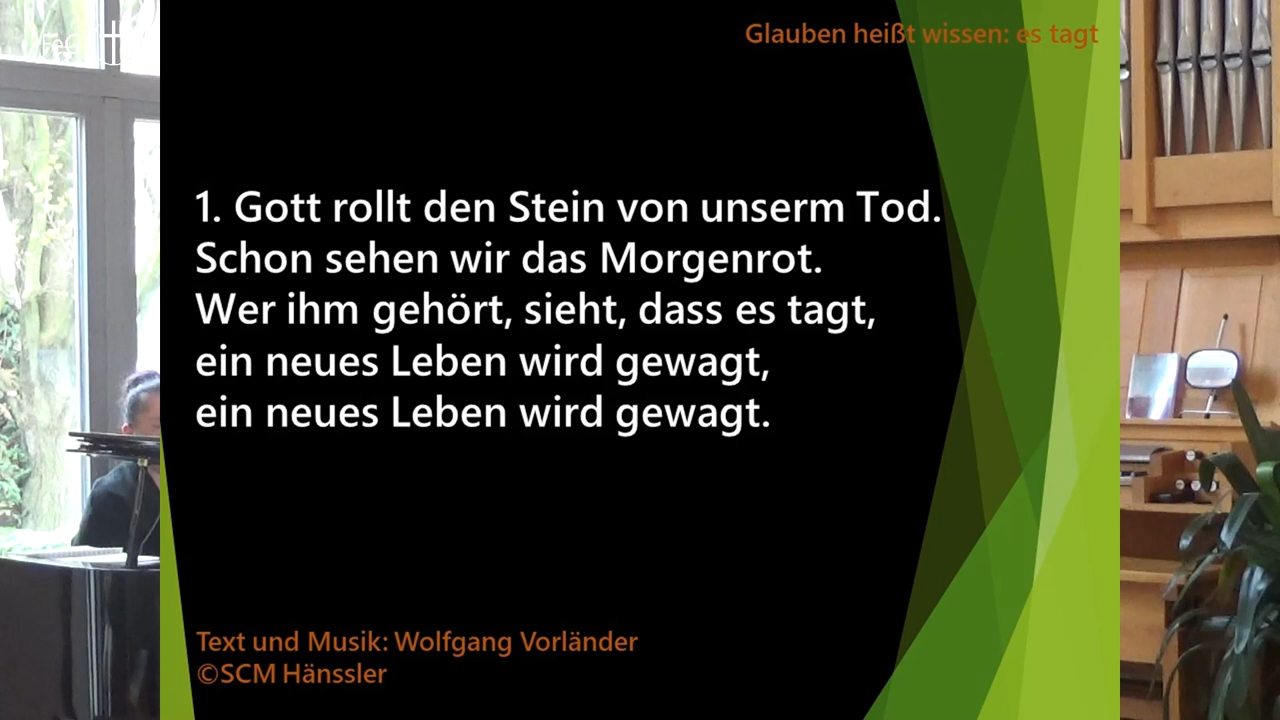 FeG
Glauben heißt wissen: es tagt
1. Gott rollt den Stein von unserm Tod.
Schon sehen wir das Morgenrot.
Wer ihm gehört, sieht, dass es tagt,
ein neues Leben wird gewagt,
ein neues Leben wird gewagt.
Text und Musik: Wolfgang Vorländer
©SCM Hänssler